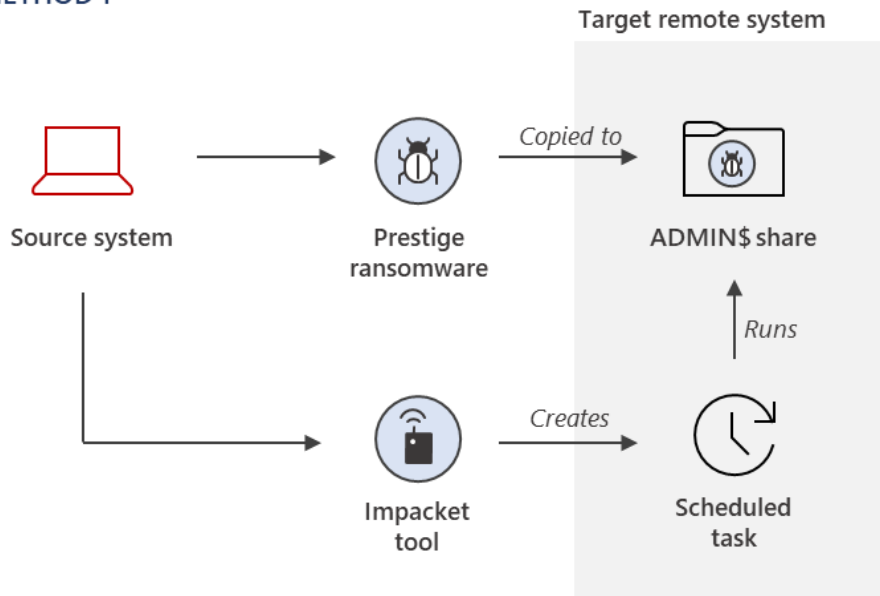 Target remote system
Copied to
Source system
Prestige
ransomware
ADMIN$ share
Runs
Creates
Impacket
tool
Scheduled
task